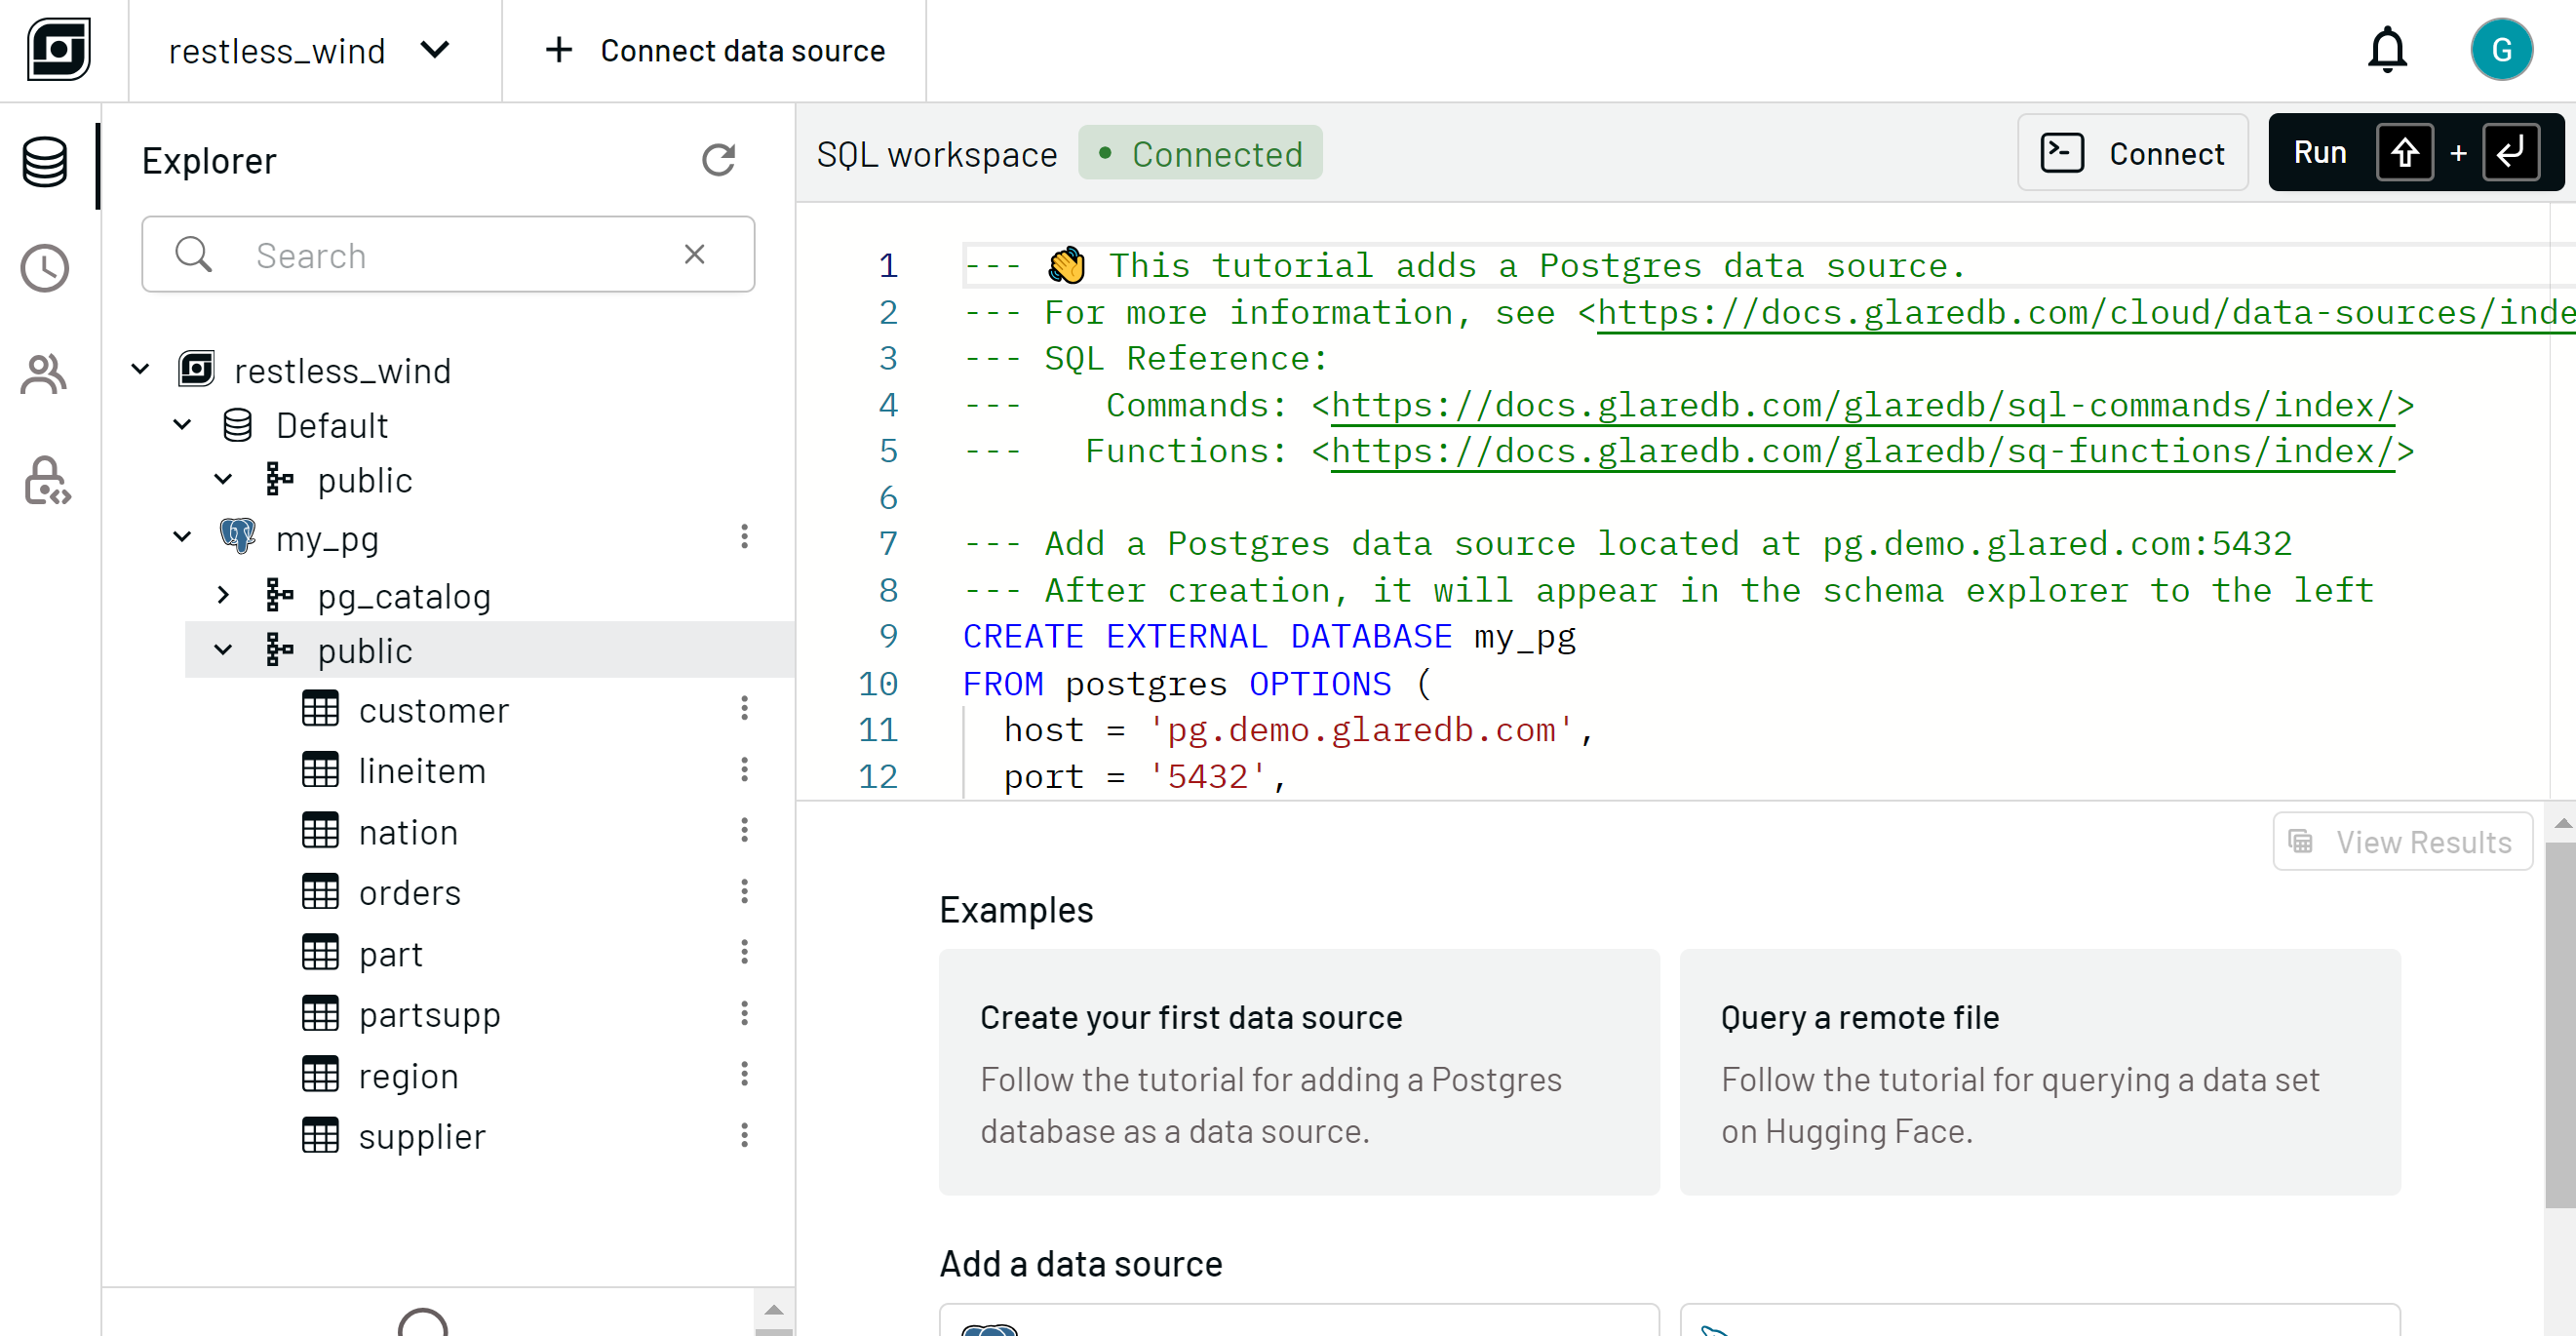 restless_wind
Connect data source
G
Explorer
Search
restless_wind
Default
public
my_pg
pg_catalog
public
customer
lineitem
nation
orders
part
partsupp
region
supplier
SQL workspace
Connected
Connect
Run
+
1 --- 👋 This tutorial adds a Postgres data source.
2 --- For more information, see <https://docs.glaredb.com/cloud/data-sources/inde
3 --- SQL Reference:
4 ---    Commands: <https://docs.glaredb.com/glaredb/sql-commands/index/>
5 ---   Functions: <https://docs.glaredb.com/glaredb/sq-functions/index/>
6
7 --- Add a Postgres data source located at pg.demo.glared.com:5432
8 --- After creation, it will appear in the schema explorer to the left
9 CREATE EXTERNAL DATABASE my_pg
10 FROM postgres OPTIONS (
11   host = 'pg.demo.glaredb.com',
12   port = '5432',
View Results
Examples
Create your first data source
Follow the tutorial for adding a Postgres
database as a data source.
Query a remote file
Follow the tutorial for querying a data set
on Hugging Face.
Add a data source